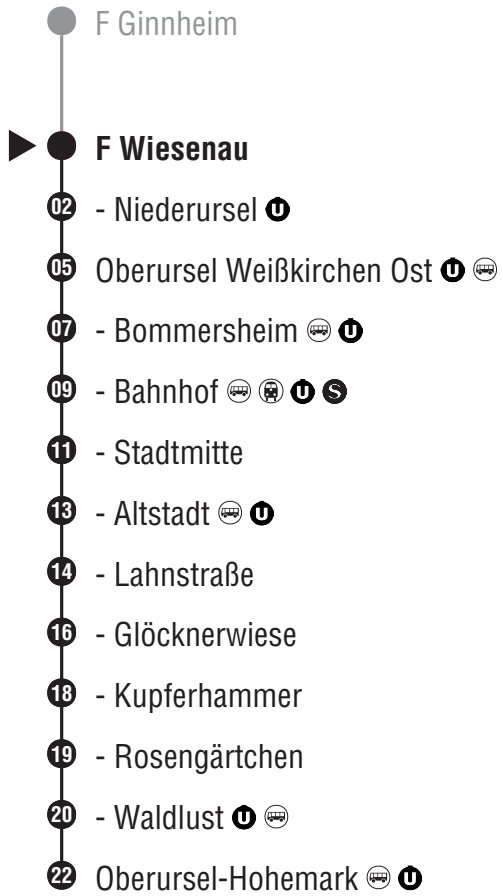 F Ginnheim
F Wiesenau
02 - Niederursel U
05 Oberursel Weißkirchen Ost U
07 - Bommersheim U
09 - Bahnhof U S
11 - Stadtmitte
13 - Altstadt U
14 - Lahnstraße
16 - Glöcknerwiese
18 - Kupferhammer
19 - Rosengärtchen
20 - Waldlust U
22 Oberursel-Hohemark U